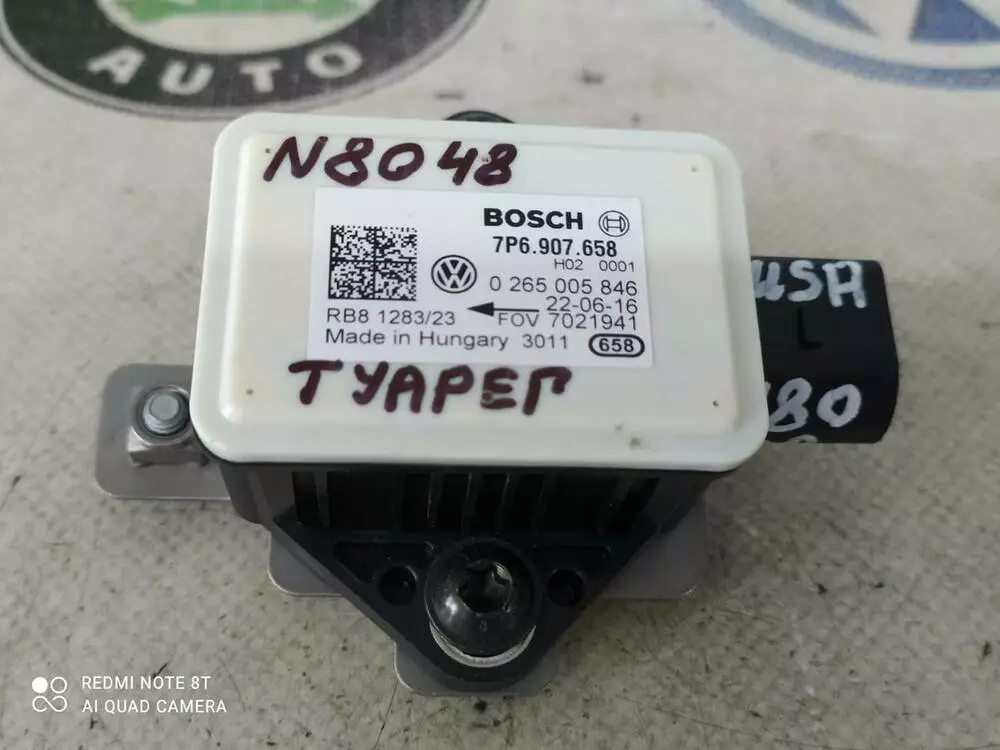 AUTO
N8048
BOSCH
7P6.907.658
H02 0001
0 265 005 846
22-06-16
RB8 1283/23
FOV 7021941
Made in Hungary 3011
658
ТУАРЕГ
USA
L
80
REDMI NOTE 8T
AI QUAD CAMERA